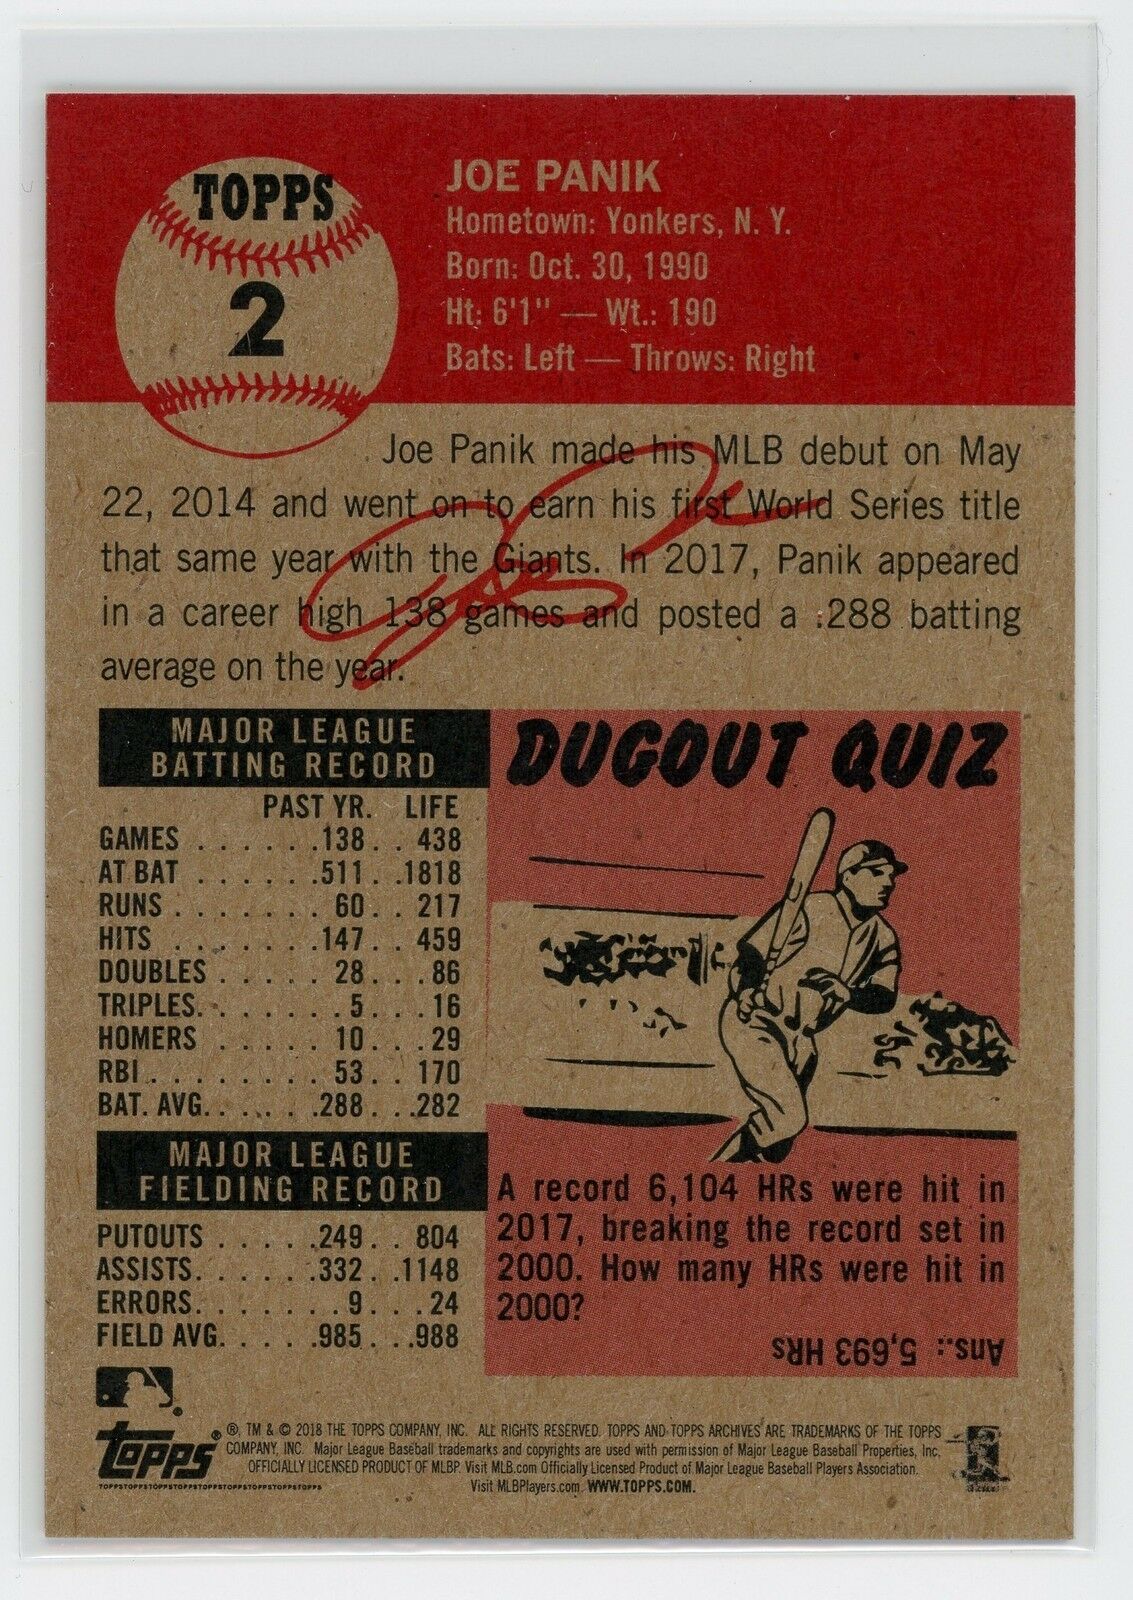 TOPPS
2
JOE PANIK
Hometown: Yonkers, N. Y.
Born: Oct. 30, 1990
Ht: 6'1" — Wt.: 190
Bats: Left — Throws: Right
Joe Panik made his MLB debut on May
22, 2014 and went on to earn his first World Series title
that same year with the Giants. In 2017, Panik appeared
in a career high 138 games and posted a .288 batting
average on the year.
MAJOR LEAGUE
BATTING RECORD
PAST YR. LIFE
GAMES . . . . . .138. . 438
AT BAT . . . . . .511. .1818
RUNS . . . . . . . 60. . 217
HITS . . . . . . .147. . 459
DOUBLES . . . . . 28. . . 86
TRIPLES. . . . . . . 5. . . 16
HOMERS . . . . . 10. . . 29
RBI. . . . . . . . . 53. . 170
BAT. AVG. . . . . .288. . .282
MAJOR LEAGUE
FIELDING RECORD
PUTOUTS . . . . .249. . 804
ASSISTS. . . . . .332. .1148
ERRORS. . . . . . . 9. . . 24
FIELD AVG. . . . .985. . .988
DUGOUT QUIZ
A record 6,104 HRs were hit in
2017, breaking the record set in
2000. How many HRs were hit in
2000?
Ans.: 5,693 HRs
topps®
TOPPSTOPPSTOPPSTOPPSTOPPSTOPPSTOPPSTOPPSTOPPS
®, TM & © 2018 THE TOPPS COMPANY, INC. ALL RIGHTS RESERVED. TOPPS AND TOPPS ARCHIVES ARE TRADEMARKS OF THE TOPPS
COMPANY, INC. Major League Baseball trademarks and copyrights are used with permission of Major League Baseball Properties, Inc.
OFFICIALLY LICENSED PRODUCT OF MLBP. Visit MLB.com Officially Licensed Product of Major League Baseball Players Association.
Visit MLBPlayers.com. WWW.TOPPS.COM.